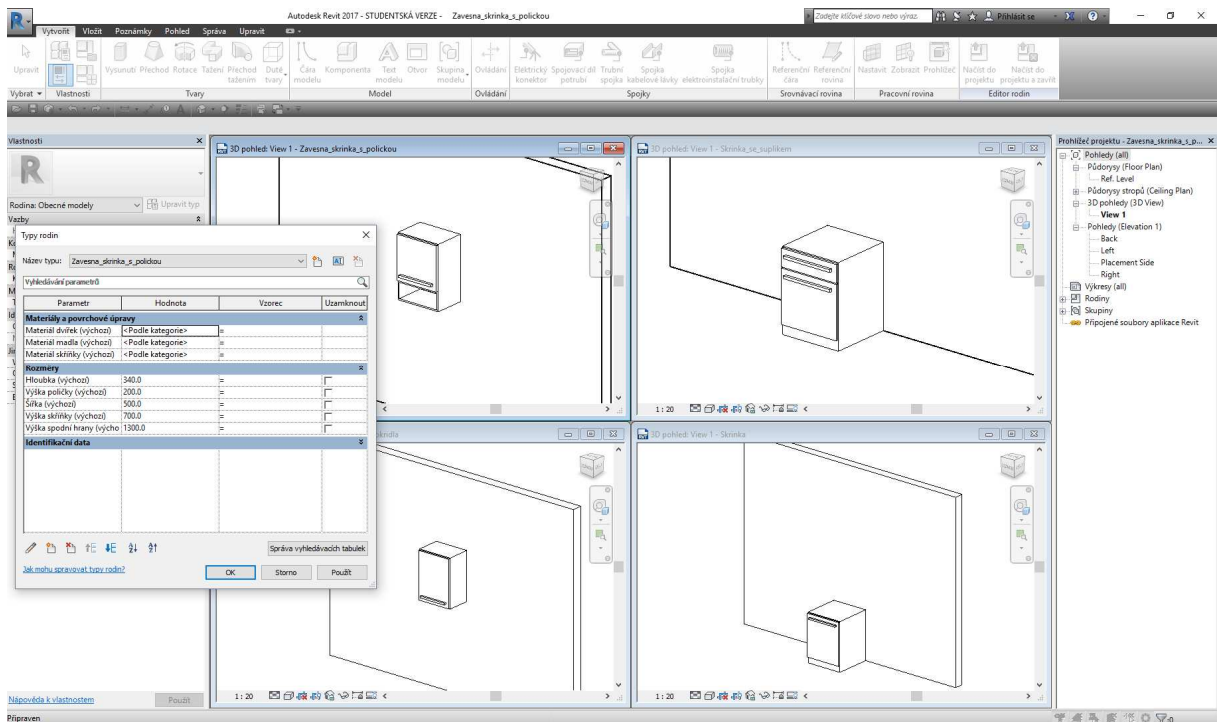 Autodesk Revit 2017 - STUDENTSKÁ VERZE - Zavesna_skrinka_s_polickou
Zadejte klíčové slovo nebo výraz.
Přihlásit se
Vytvořit Vložit Poznámky Pohled Správa Upravit
Upravit
Vysunutí Přechod Rotace Tažení Přechod Duté
tažením tvary
Čára Komponenta Text Otvor Skupina
modelu modelu modelu
Ovládání
Elektrický Spojovací díl Trubní Spojka Spojka
konektor potrubí spojka kabelové lávky elektroinstalační trubky
Referenční Referenční
čára rovina
Nastavit Zobrazit Prohlížeč
Načíst do Načíst do
projektu projektu a zavřít
Vybrat Vlastnosti Tvary Model Ovládání Spojky Srovnávací rovina Pracovní rovina Editor rodin
Vlastnosti
Rodina: Obecné modely
Upravit typ
Vazby
Typy rodin
Název typu: Zavesna_skrinka_s_polickou
Vyhledávání parametrů
Parametr Hodnota Vzorec Uzamknout
Materiály a povrchové úpravy
Materiál dvířek (výchozí) <Podle kategorie> =
Materiál madla (výchozí) <Podle kategorie> =
Materiál skříňky (výchozí) <Podle kategorie> =
Rozměry
Hloubka (výchozí) 340.0 =
Výška poličky (výchozí) 200.0 =
Šířka (výchozí) 500.0 =
Výška skříňky (výchozí) 700.0 =
Výška spodní hrany (výcho 1300.0 =
Identifikační data
Správa vyhledávacích tabulek
Jak mohu spravovat typy rodin?
OK Storno Použít
Nápověda k vlastnostem
Použít
Připraven
3D pohled: View 1 - Zavesna_skrinka_s_polickou
3D pohled: View 1 - Skrinka_se_suplikem
1 : 20
3D pohled: View 1 - Skrinka
1 : 20
1 : 20
Prohlížeč projektu - Zavesna_skrinka_s_p...
Pohledy (all)
Půdorysy (Floor Plan)
Ref. Level
Půdorysy stropů (Ceiling Plan)
3D pohledy (3D View)
View 1
Pohledy (Elevation 1)
Back
Left
Placement Side
Right
Výkresy (all)
Rodiny
Skupiny
Připojené soubory aplikace Revit
:0